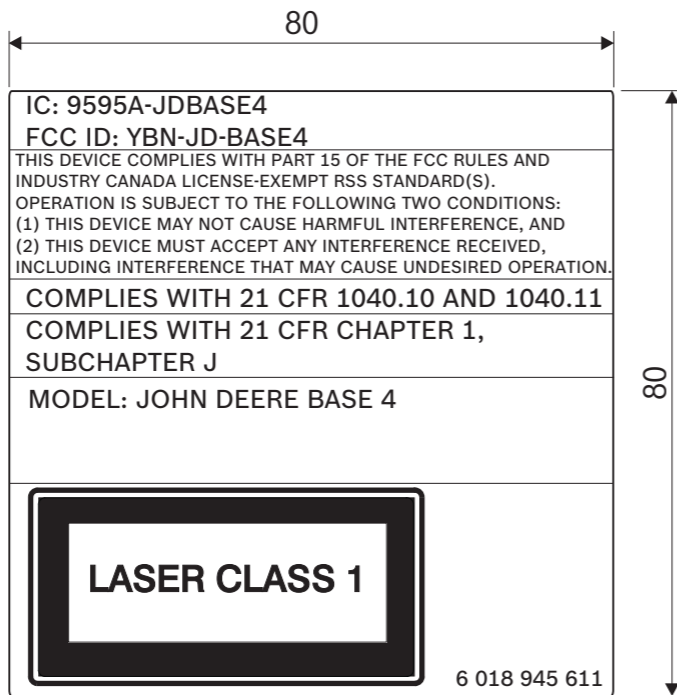 80
IC: 9595A-JDBASE4
FCC ID: YBN-JD-BASE4
THIS DEVICE COMPLIES WITH PART 15 OF THE FCC RULES AND
INDUSTRY CANADA LICENSE-EXEMPT RSS STANDARD(S).
OPERATION IS SUBJECT TO THE FOLLOWING TWO CONDITIONS:
(1) THIS DEVICE MAY NOT CAUSE HARMFUL INTERFERENCE, AND
(2) THIS DEVICE MUST ACCEPT ANY INTERFERENCE RECEIVED,
INCLUDING INTERFERENCE THAT MAY CAUSE UNDESIRED OPERATION.
COMPLIES WITH 21 CFR 1040.10 AND 1040.11
COMPLIES WITH 21 CFR CHAPTER 1,
SUBCHAPTER J
80
MODEL: JOHN DEERE BASE 4
LASER CLASS 1
6 018 945 611